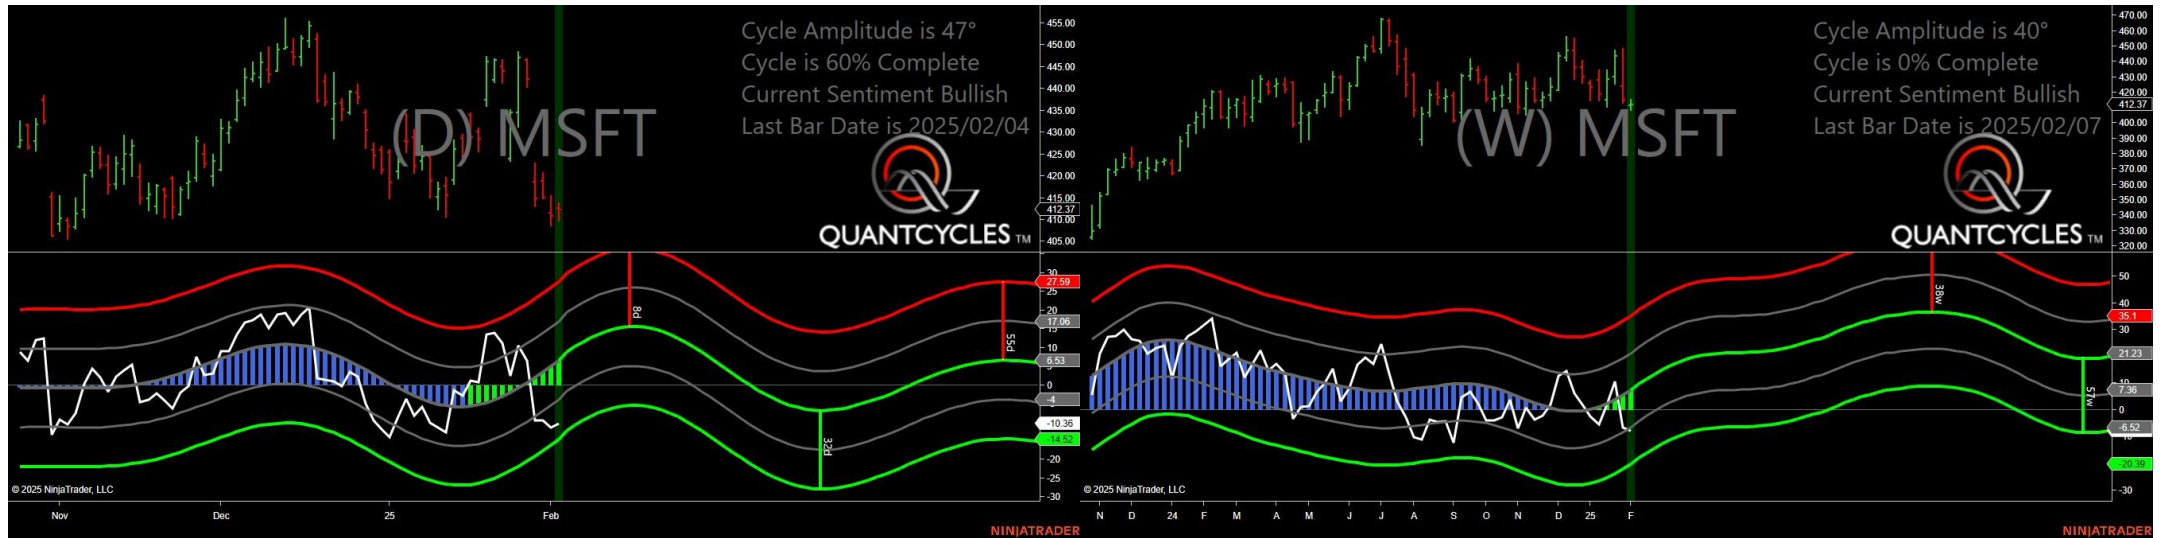 Cycle Amplitude is 47°
Cycle is 60% Complete
Current Sentiment Bullish
Last Bar Date is 2025/02/04
(D) MSFT
QUANTCYCLES TM
455.00
450.00
445.00
440.00
435.00
430.00
425.00
420.00
415.00
412.37
410.00
405.00
30
27.59
25
20
17.06
15
10
6.53
5
0
-4
-10.36
-14.52
-20
-25
-30
8d
32d
55d
© 2025 NinjaTrader, LLC
Nov Dec 25 Feb
NINJATRADER
Cycle Amplitude is 40°
Cycle is 0% Complete
Current Sentiment Bullish
Last Bar Date is 2025/02/07
(W) MSFT
QUANTCYCLES TM
470.00
460.00
450.00
440.00
430.00
420.00
412.37
400.00
390.00
380.00
370.00
360.00
350.00
340.00
330.00
320.00
50
40
35.1
30
21.23
10
7.36
0
-6.52
-20.39
-30
38w
57w
© 2025 NinjaTrader, LLC
N D 24 F M A M J J A S O N D 25 F
NINJATRADER